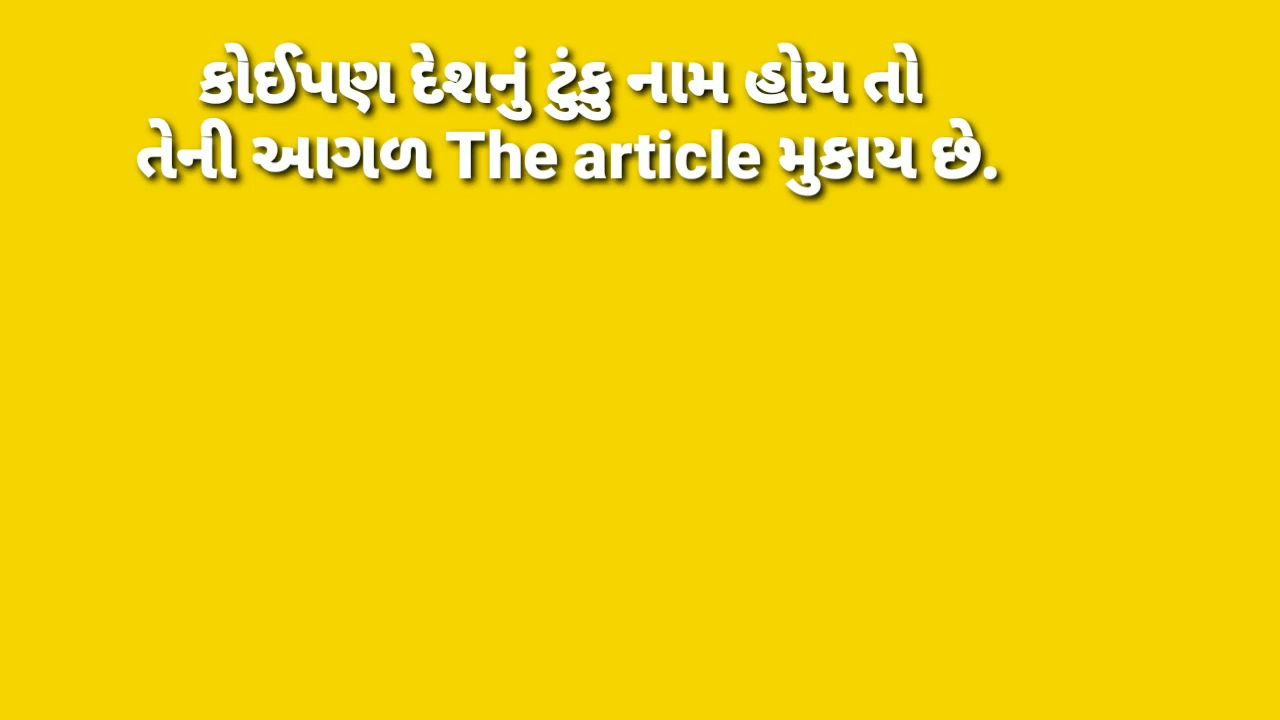 કોઈપણ દેશનું ટુંકુ નામ હોય તો
તેની આગળ The article મુકાય છે.